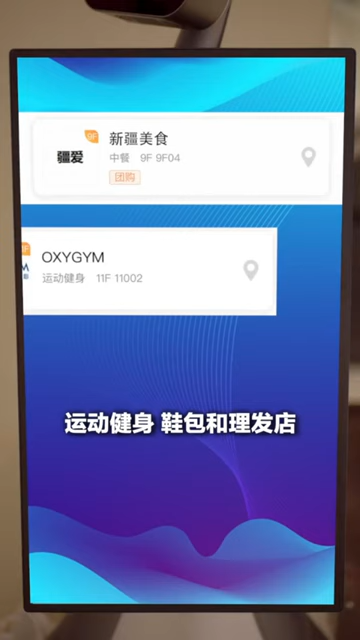 9F
疆爱
新疆美食
中餐 9F 9F04
团购
OXYGYM
运动健身 11F 11002
运动健身 鞋包和理发店